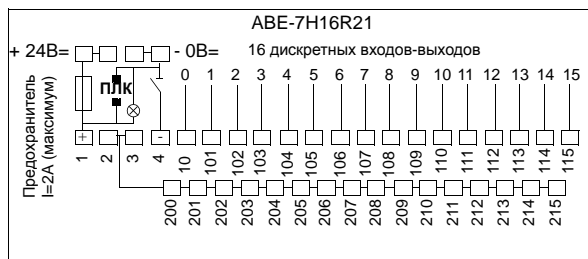 ABE-7H16R21
+ 24В= - 0В= 16 дискретных входов-выходов
ПЛК 0 1 2 3 4 5 6 7 8 9 10 11 12 13 14 15
Предохранитель
I=2А (максимум)
+ -
1 2 3 4 10 101 102 103 104 105 106 107 108 109 110 111 112 113 114 115
200 201 202 203 204 205 206 207 208 209 210 211 212 213 214 215